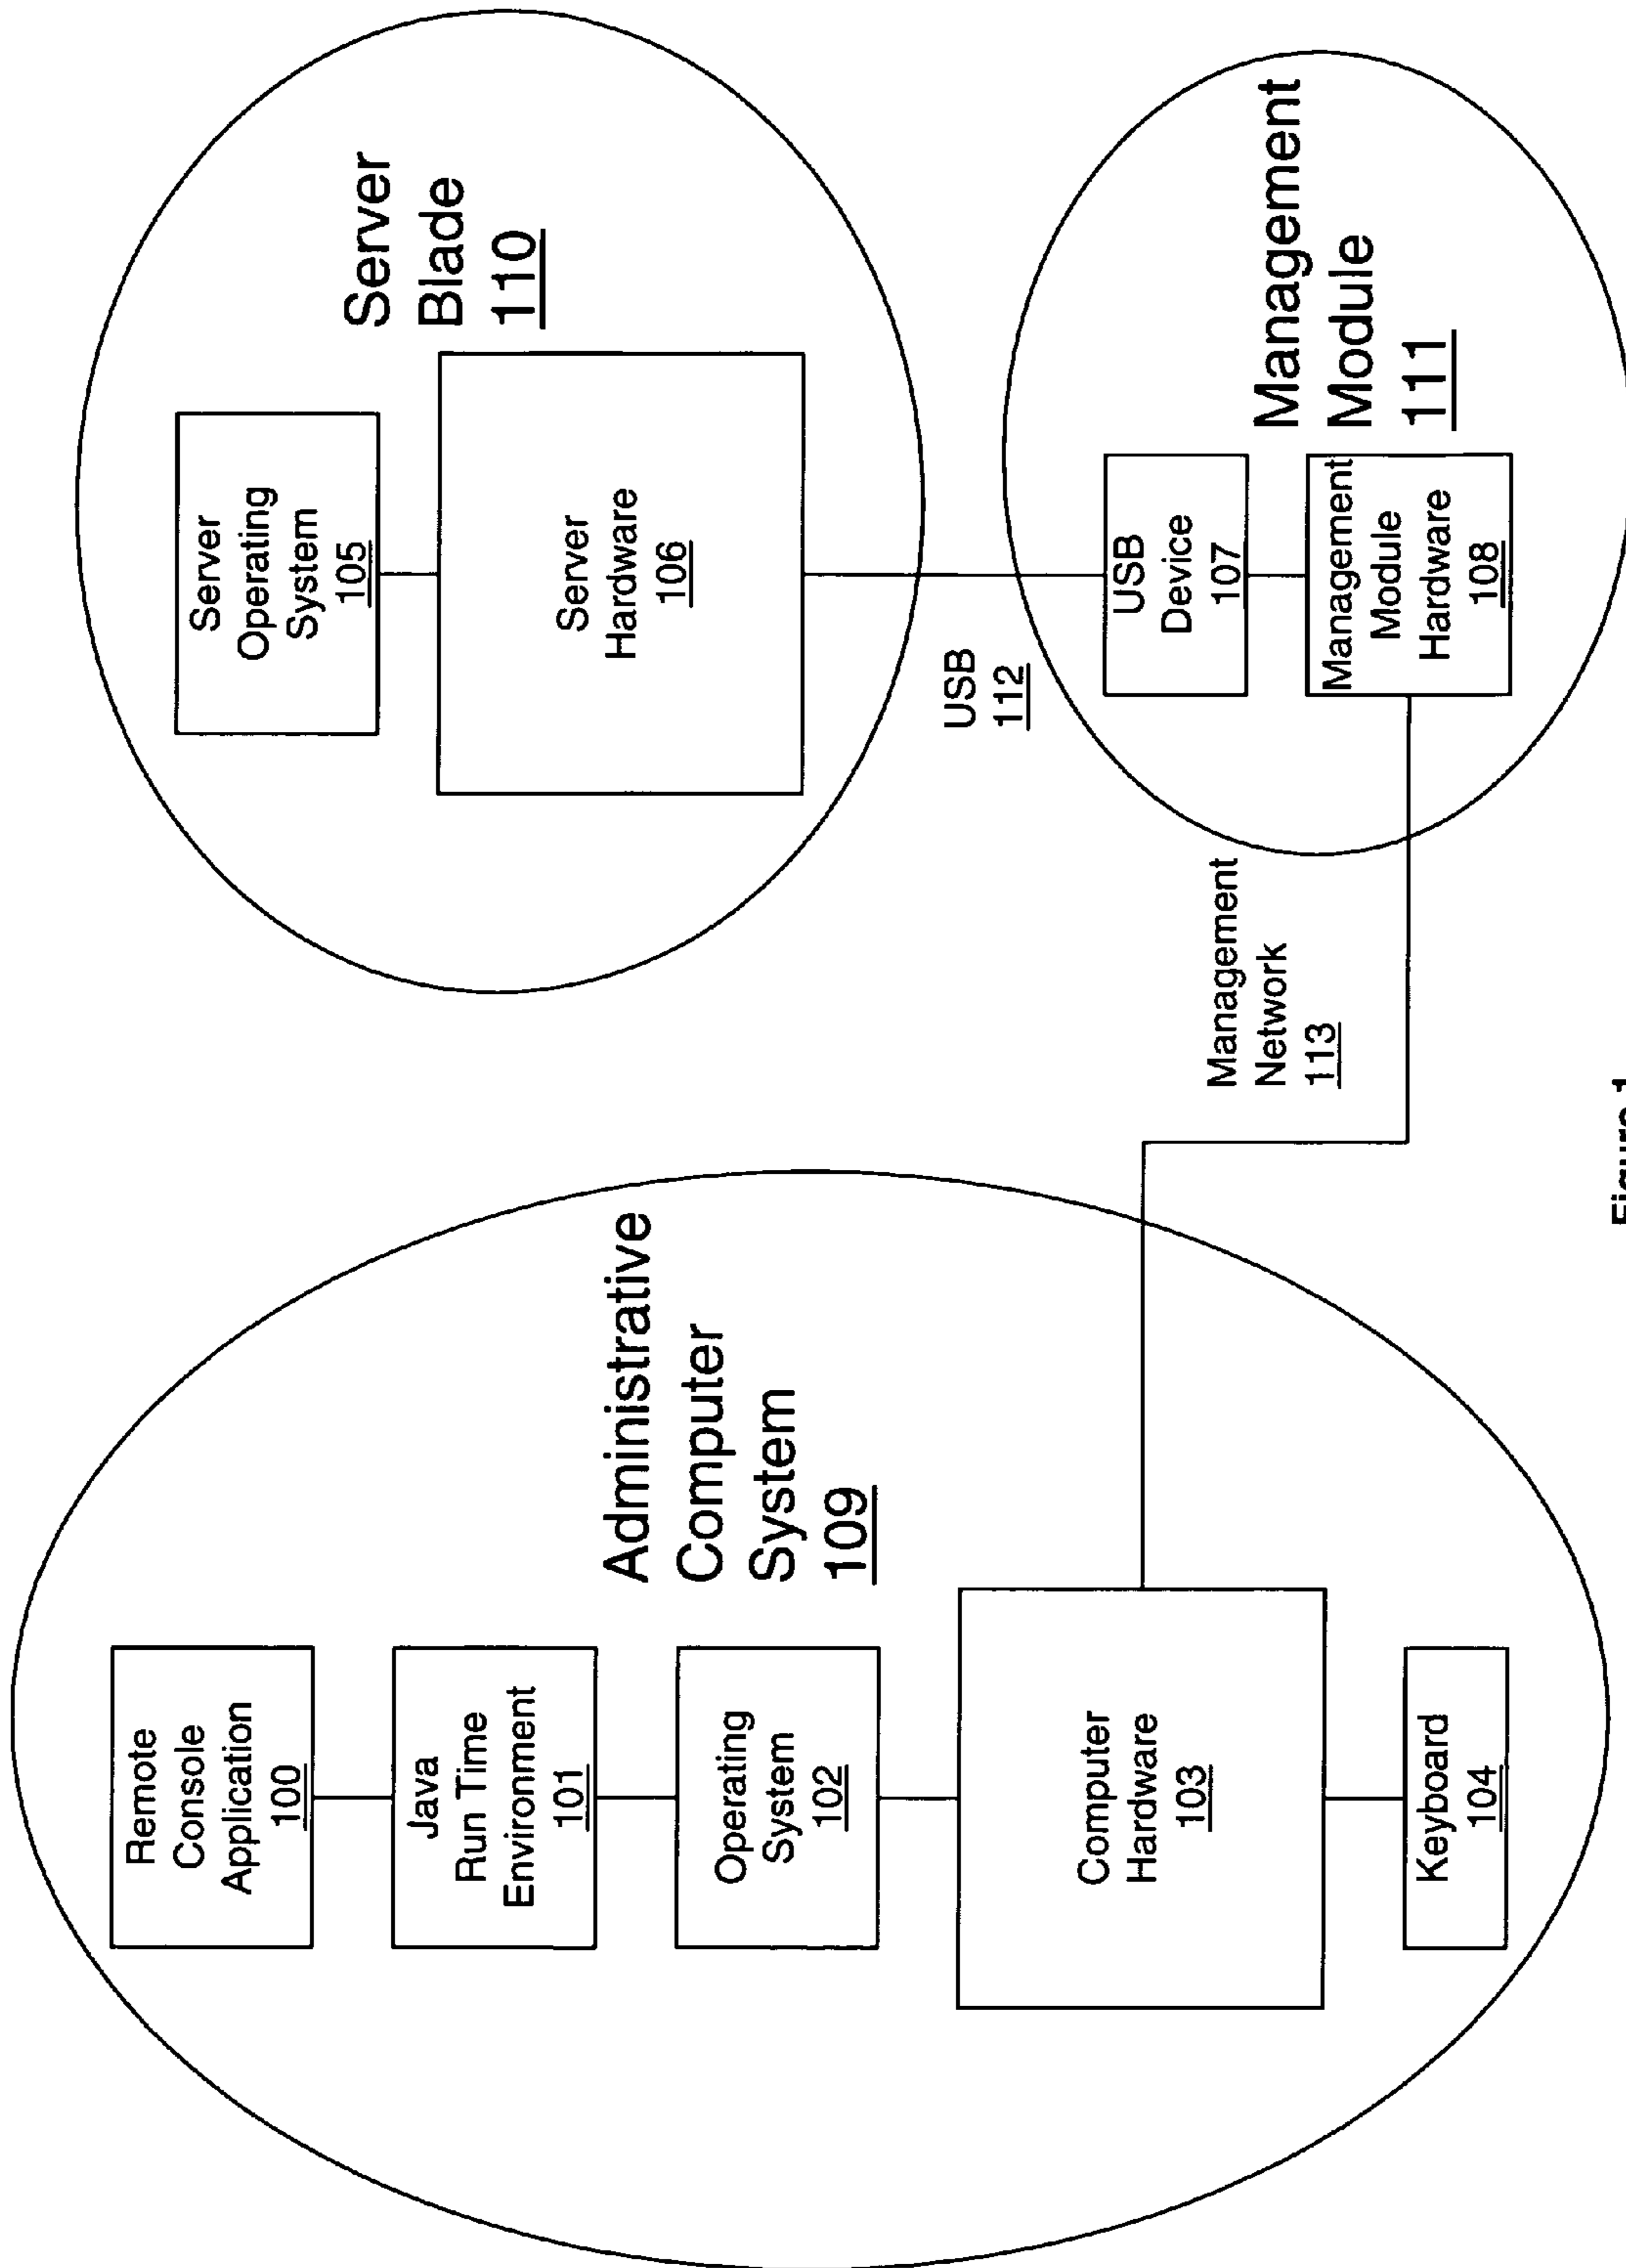 Remote
Console
Application
100
Java
Run Time
Environment
101
Operating
System
102
Computer
Hardware
103
Keyboard
104
Administrative
Computer
System
109
Management
Network
113
Server
Operating
System
105
Server
Hardware
106
Server
Blade
110
USB
112
USB
Device
107
Management
Module
Hardware
108
Management
Module
111
Figure 1